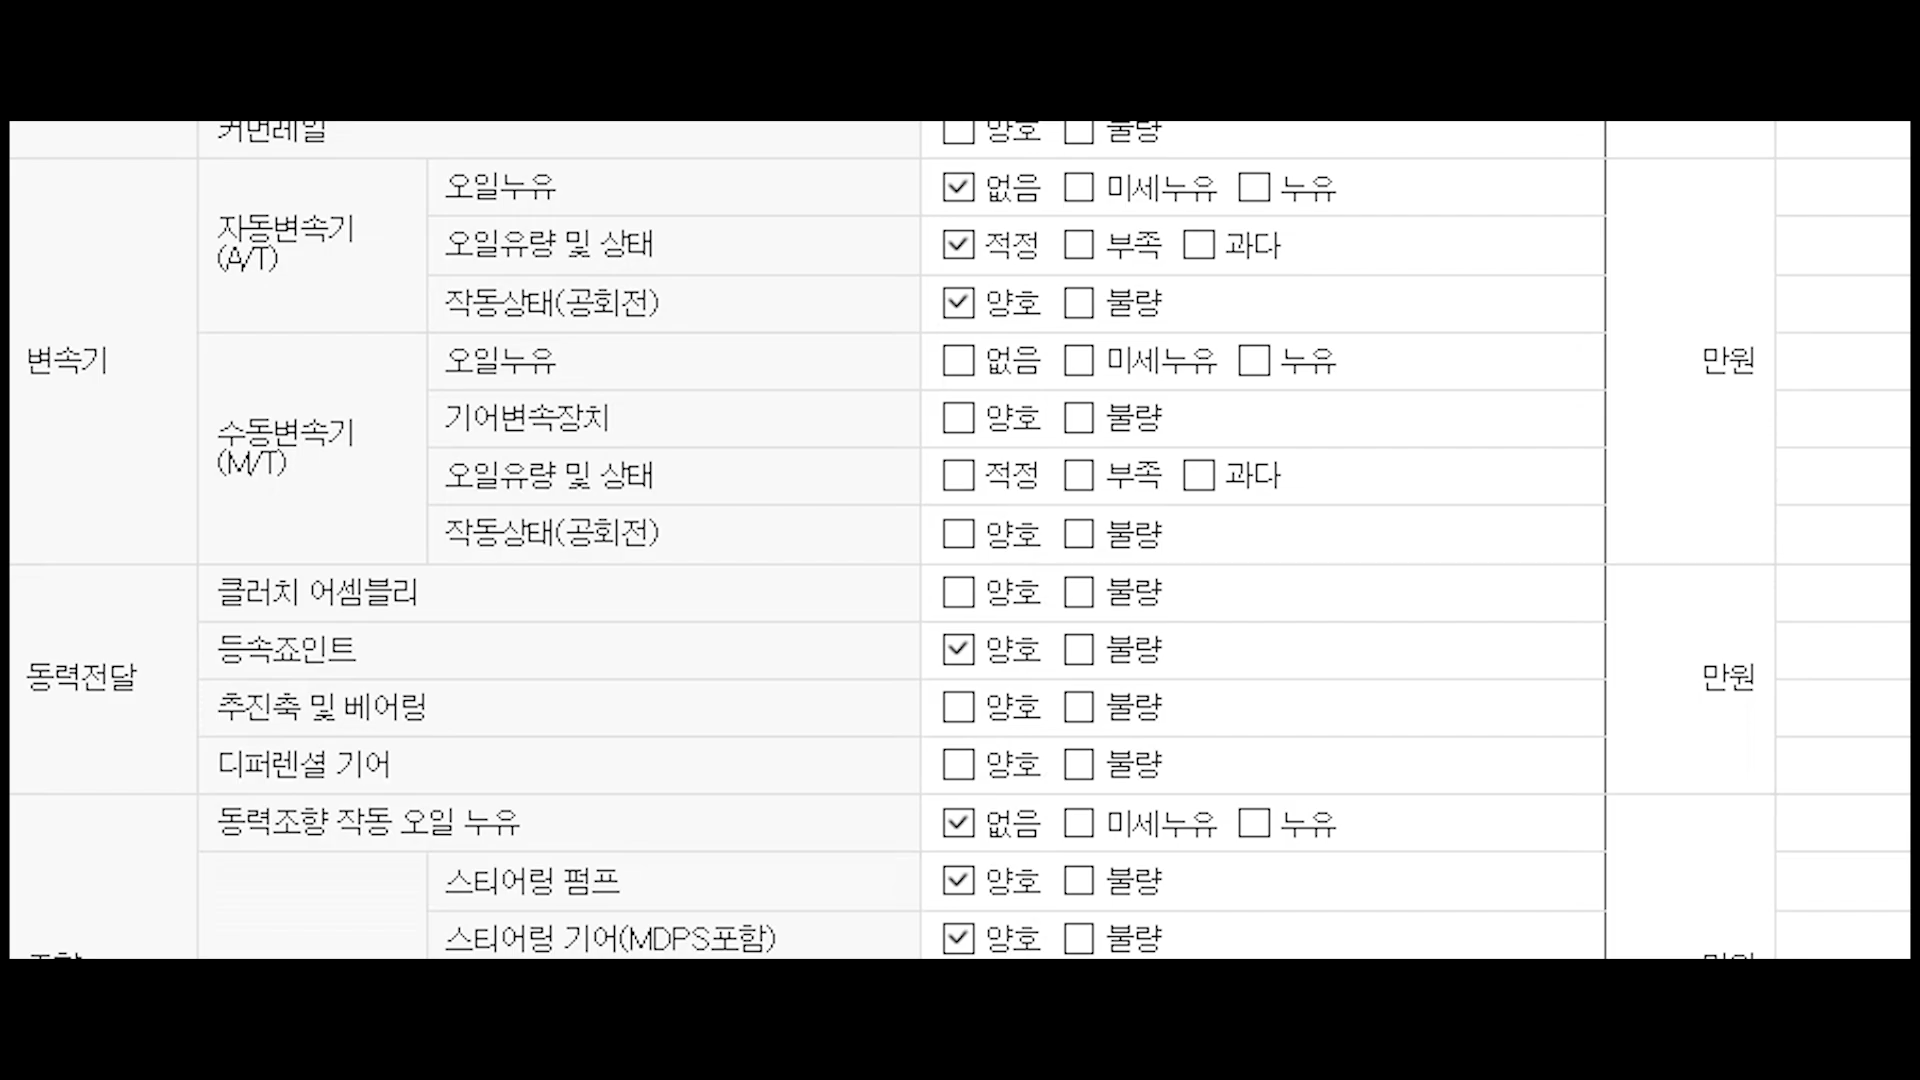 커먼레일 양호 불량
변속기
자동변속기
(A/T)
오일누유 없음 미세누유 누유
오일유량 및 상태 적정 부족 과다
작동상태(공회전) 양호 불량
수동변속기
(M/T)
오일누유 없음 미세누유 누유
기어변속장치 양호 불량
오일유량 및 상태 적정 부족 과다
작동상태(공회전) 양호 불량
만원
동력전달
클러치 어셈블리 양호 불량
등속죠인트 양호 불량
추진축 및 베어링 양호 불량
디퍼렌셜 기어 양호 불량
만원
동력조향 작동 오일 누유 없음 미세누유 누유
스티어링 펌프 양호 불량
스티어링 기어(MDPS포함) 양호 불량